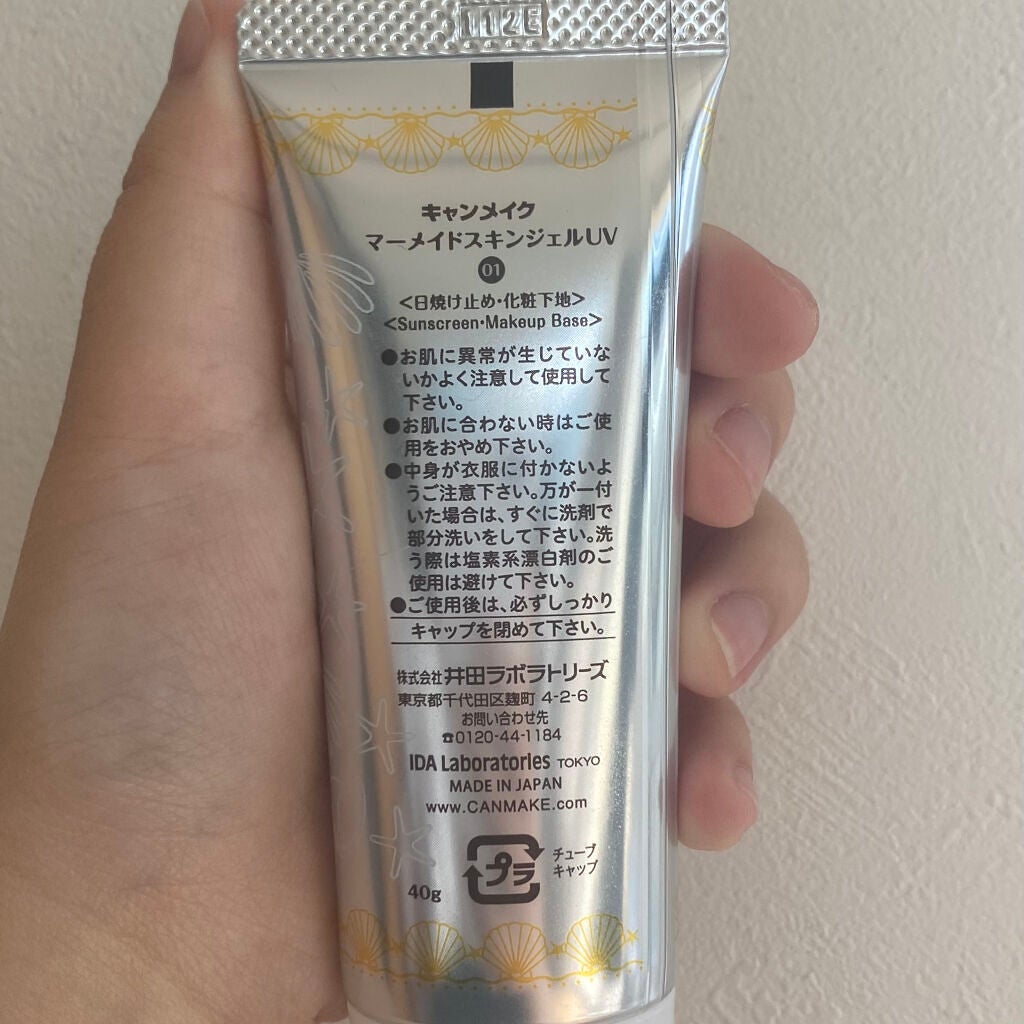 112E
キャンメイク
マーメイドスキンジェルUV
01
<日焼け止め・化粧下地>
<Sunscreen・Makeup Base>
●お肌に異常が生じていな
いかよく注意して使用して
下さい。
●お肌に合わない時はご使
用をおやめ下さい。
●中身が衣服に付かないよ
うご注意下さい。万が一付
いた場合は、すぐに洗剤で
部分洗いをして下さい。洗
う際は塩素系漂白剤のご
使用は避けて下さい。
●ご使用後は、必ずしっかり
キャップを閉めて下さい。
株式会社井田ラボラトリーズ
東京都千代田区麹町 4-2-6
お問い合わせ先
☎0120-44-1184
IDA Laboratories TOKYO
MADE IN JAPAN
www.CANMAKE.com
プラ
チューブ
キャップ
40g